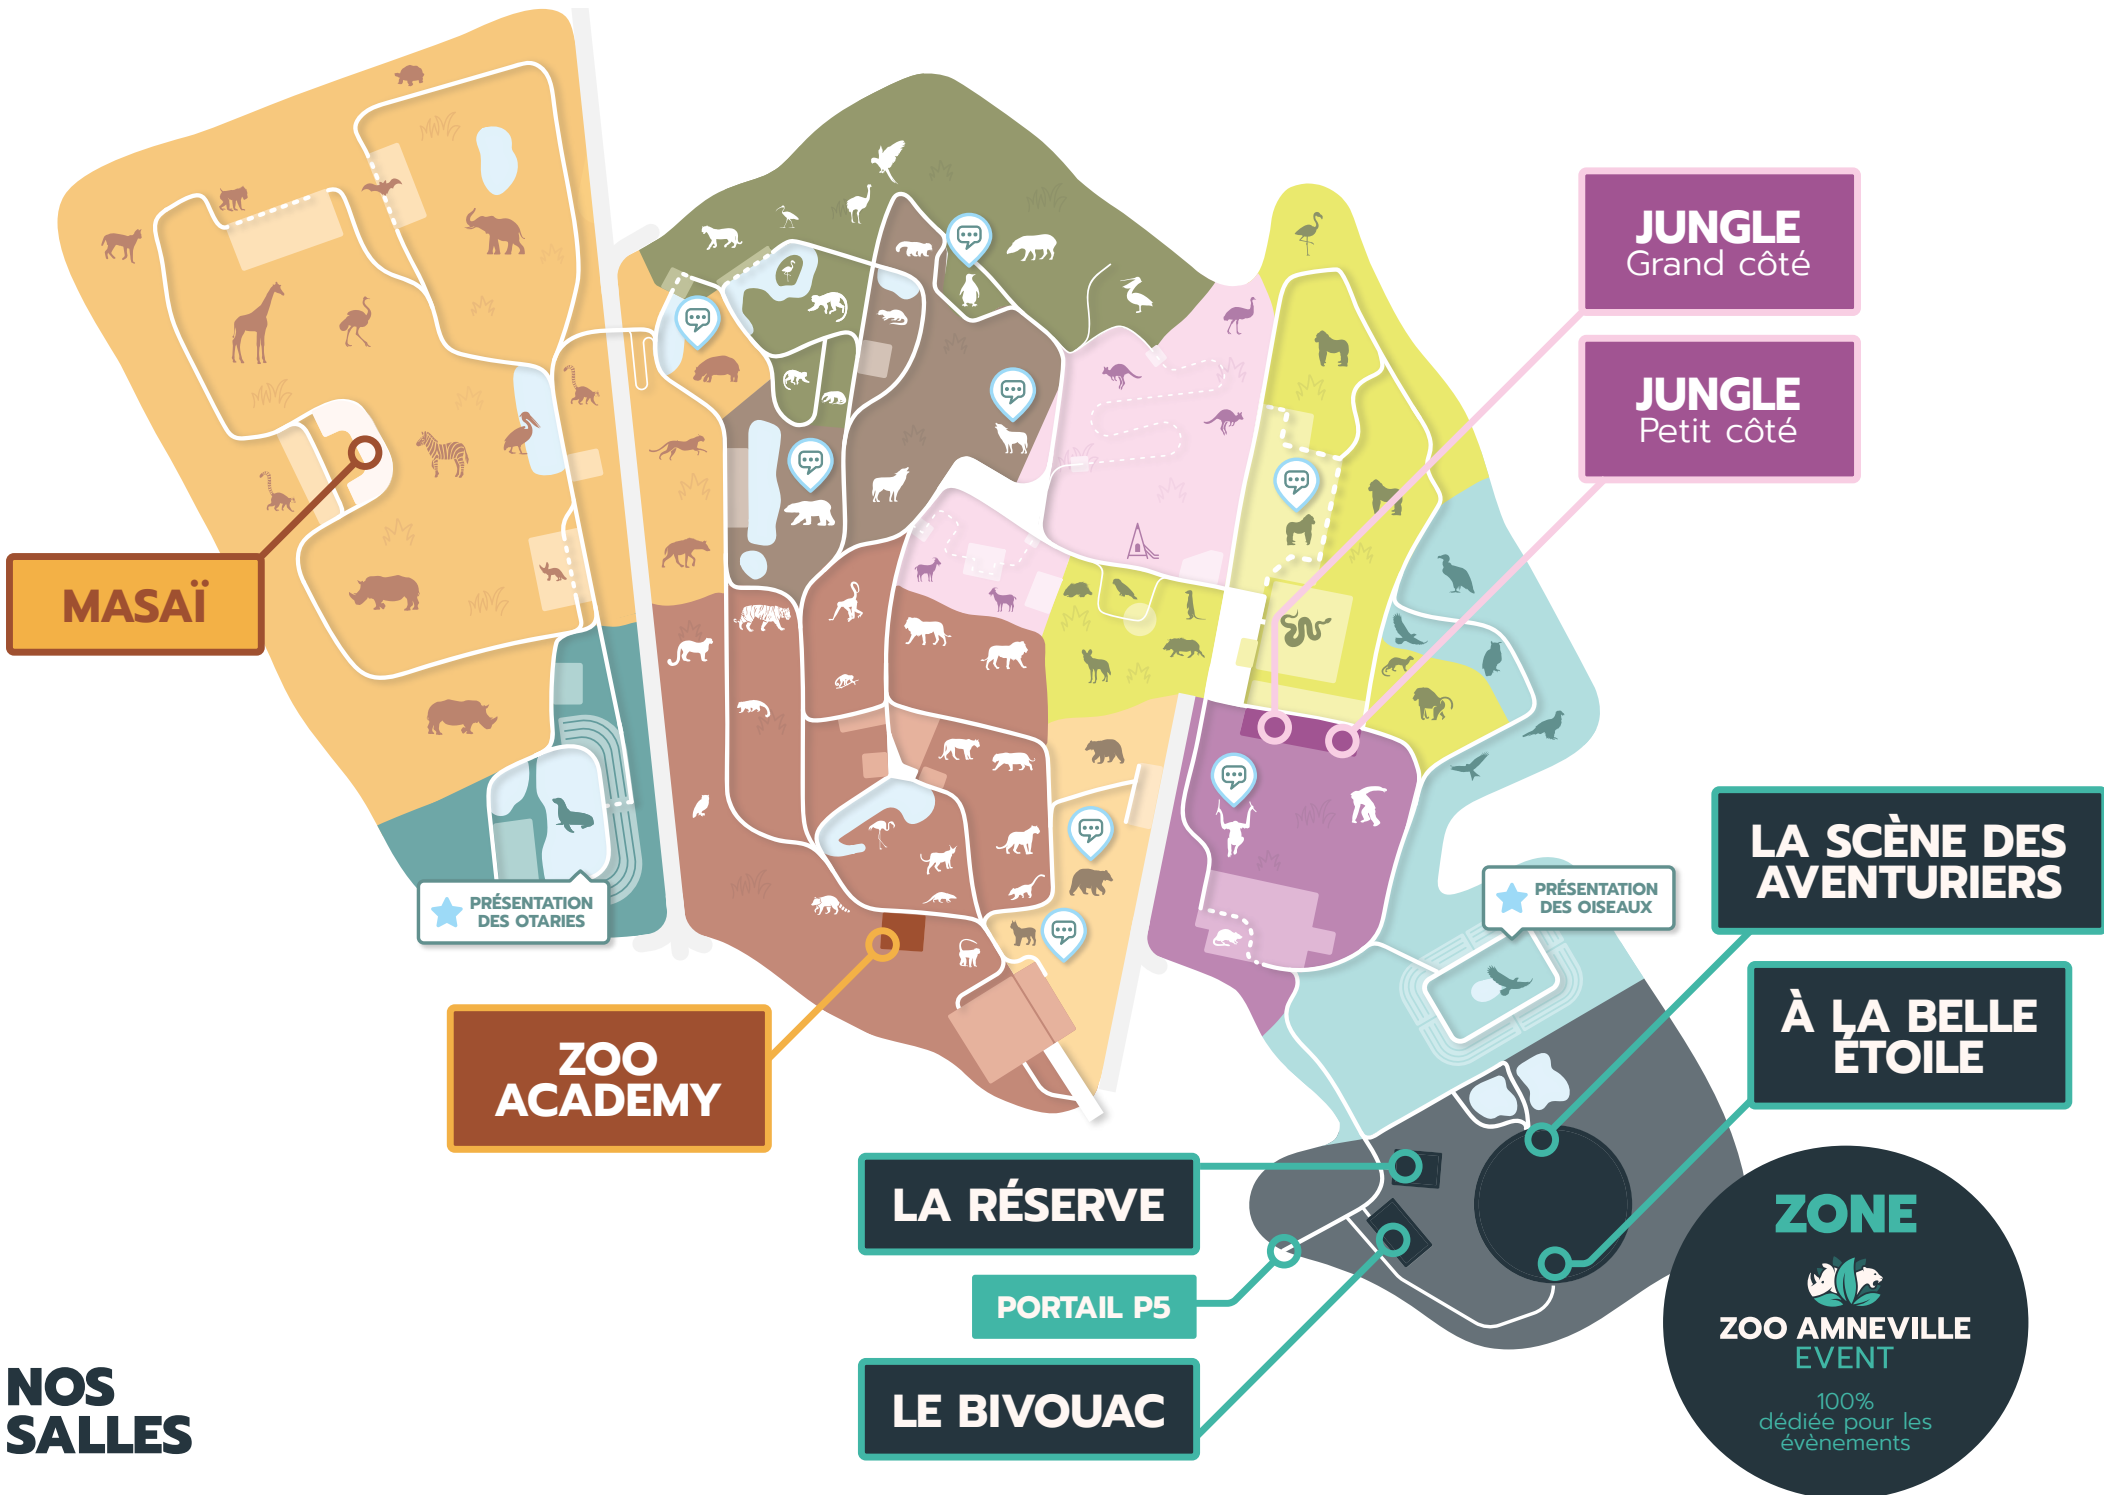 JUNGLE
Grand côté
JUNGLE
Petit côté
MASAÏ
LA SCÈNE DES
AVENTURIERS
PRÉSENTATION
DES OTARIES
PRÉSENTATION
DES OISEAUX
À LA BELLE
ÉTOILE
ZOO
ACADEMY
LA RÉSERVE
PORTAIL P5
LE BIVOUAC
ZONE
ZOO AMNEVILLE
EVENT
100%
dédiée pour les
évènements
NOS
SALLES